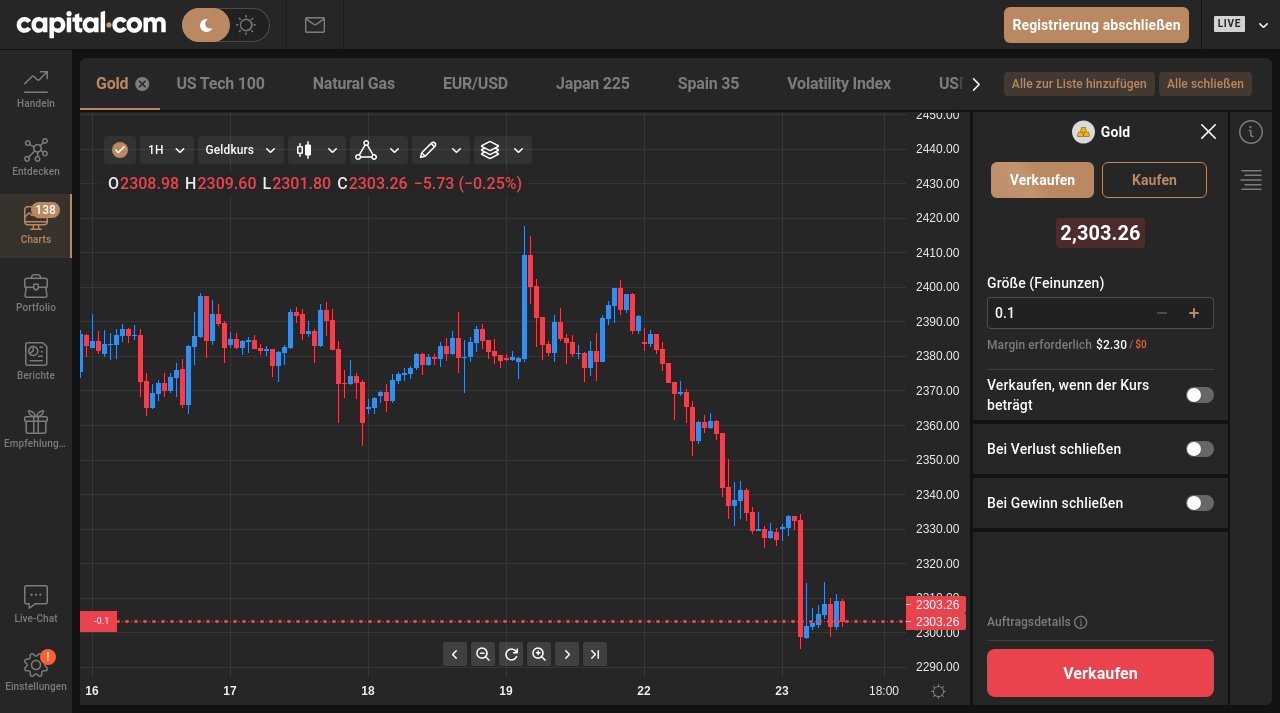 capital.com
Registrierung abschließen
LIVE
Handeln
Entdecken
138
Charts
Portfolio
Berichte
Empfehlung...
Live-Chat
!
Einstellungen
Gold
US Tech 100
Natural Gas
EUR/USD
Japan 225
Spain 35
Volatility Index
Alle zur Liste hinzufügen
Alle schließen
1H
Geldkurs
O2308.98 H2309.60 L2301.80 C2303.26 −5.73 (−0.25%)
2450.00
2440.00
2430.00
2420.00
2410.00
2400.00
2390.00
2380.00
2370.00
2360.00
2350.00
2340.00
2330.00
2320.00
2303.26
-0.1
2303.26
2300.00
2290.00
16
17
18
19
22
23
18:00
Gold
Verkaufen
Kaufen
2,303.26
Größe (Feinunzen)
0.1
Margin erforderlich $2.30 / $0
Verkaufen, wenn der Kurs
beträgt
Bei Verlust schließen
Bei Gewinn schließen
Auftragsdetails
Verkaufen